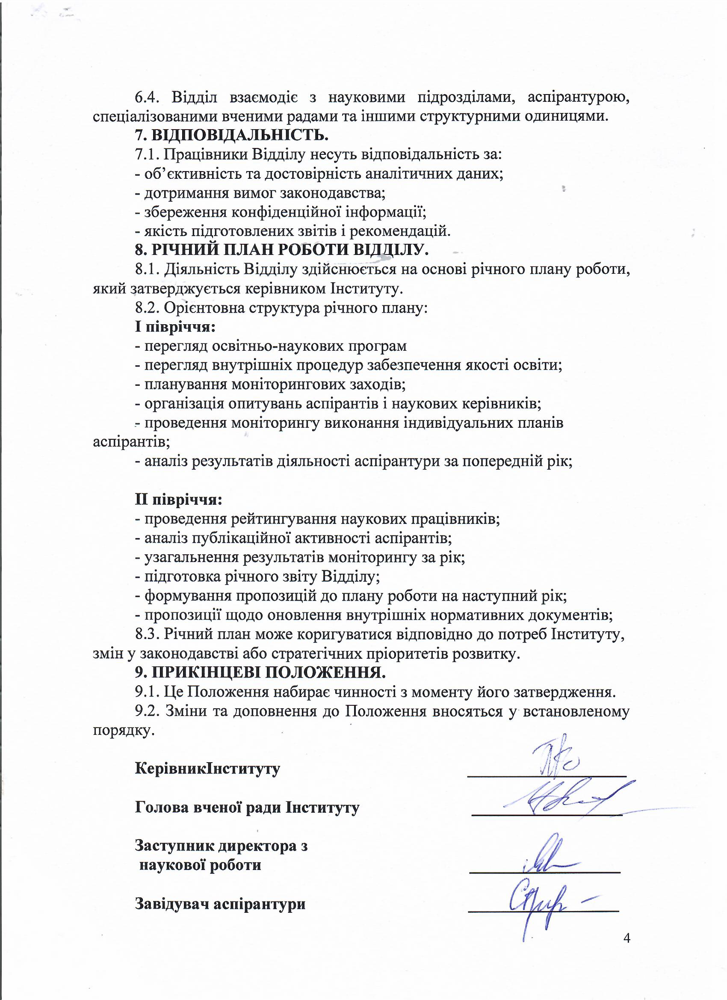 6.4. Відділ взаємодіє з науковими підрозділами, аспірантурою,
спеціалізованими вченими радами та іншими структурними одиницями.
7. ВІДПОВІДАЛЬНІСТЬ.
7.1. Працівники Відділу несуть відповідальність за:
- об’єктивність та достовірність аналітичних даних;
- дотримання вимог законодавства;
- збереження конфіденційної інформації;
- якість підготовлених звітів і рекомендацій.
8. РІЧНИЙ ПЛАН РОБОТИ ВІДДІЛУ.
8.1. Діяльність Відділу здійснюється на основі річного плану роботи,
який затверджується керівником Інституту.
8.2. Орієнтовна структура річного плану:
І півріччя:
- перегляд освітньо-наукових програм
- перегляд внутрішніх процедур забезпечення якості освіти;
- планування моніторингових заходів;
- організація опитувань аспірантів і наукових керівників;
- проведення моніторингу виконання індивідуальних планів
аспірантів;
- аналіз результатів діяльності аспірантури за попередній рік;
ІІ півріччя:
- проведення рейтингування наукових працівників;
- аналіз публікаційної активності аспірантів;
- узагальнення результатів моніторингу за рік;
- підготовка річного звіту Відділу;
- формування пропозицій до плану роботи на наступний рік;
- пропозиції щодо оновлення внутрішніх нормативних документів;
8.3. Річний план може коригуватися відповідно до потреб Інституту,
змін у законодавстві або стратегічних пріоритетів розвитку.
9. ПРИКІНЦЕВІ ПОЛОЖЕННЯ.
9.1. Це Положення набирає чинності з моменту його затвердження.
9.2. Зміни та доповнення до Положення вносяться у встановленому
порядку.
КерівникІнституту
Голова вченої ради Інституту
Заступник директора з
наукової роботи
Завідувач аспірантури
4